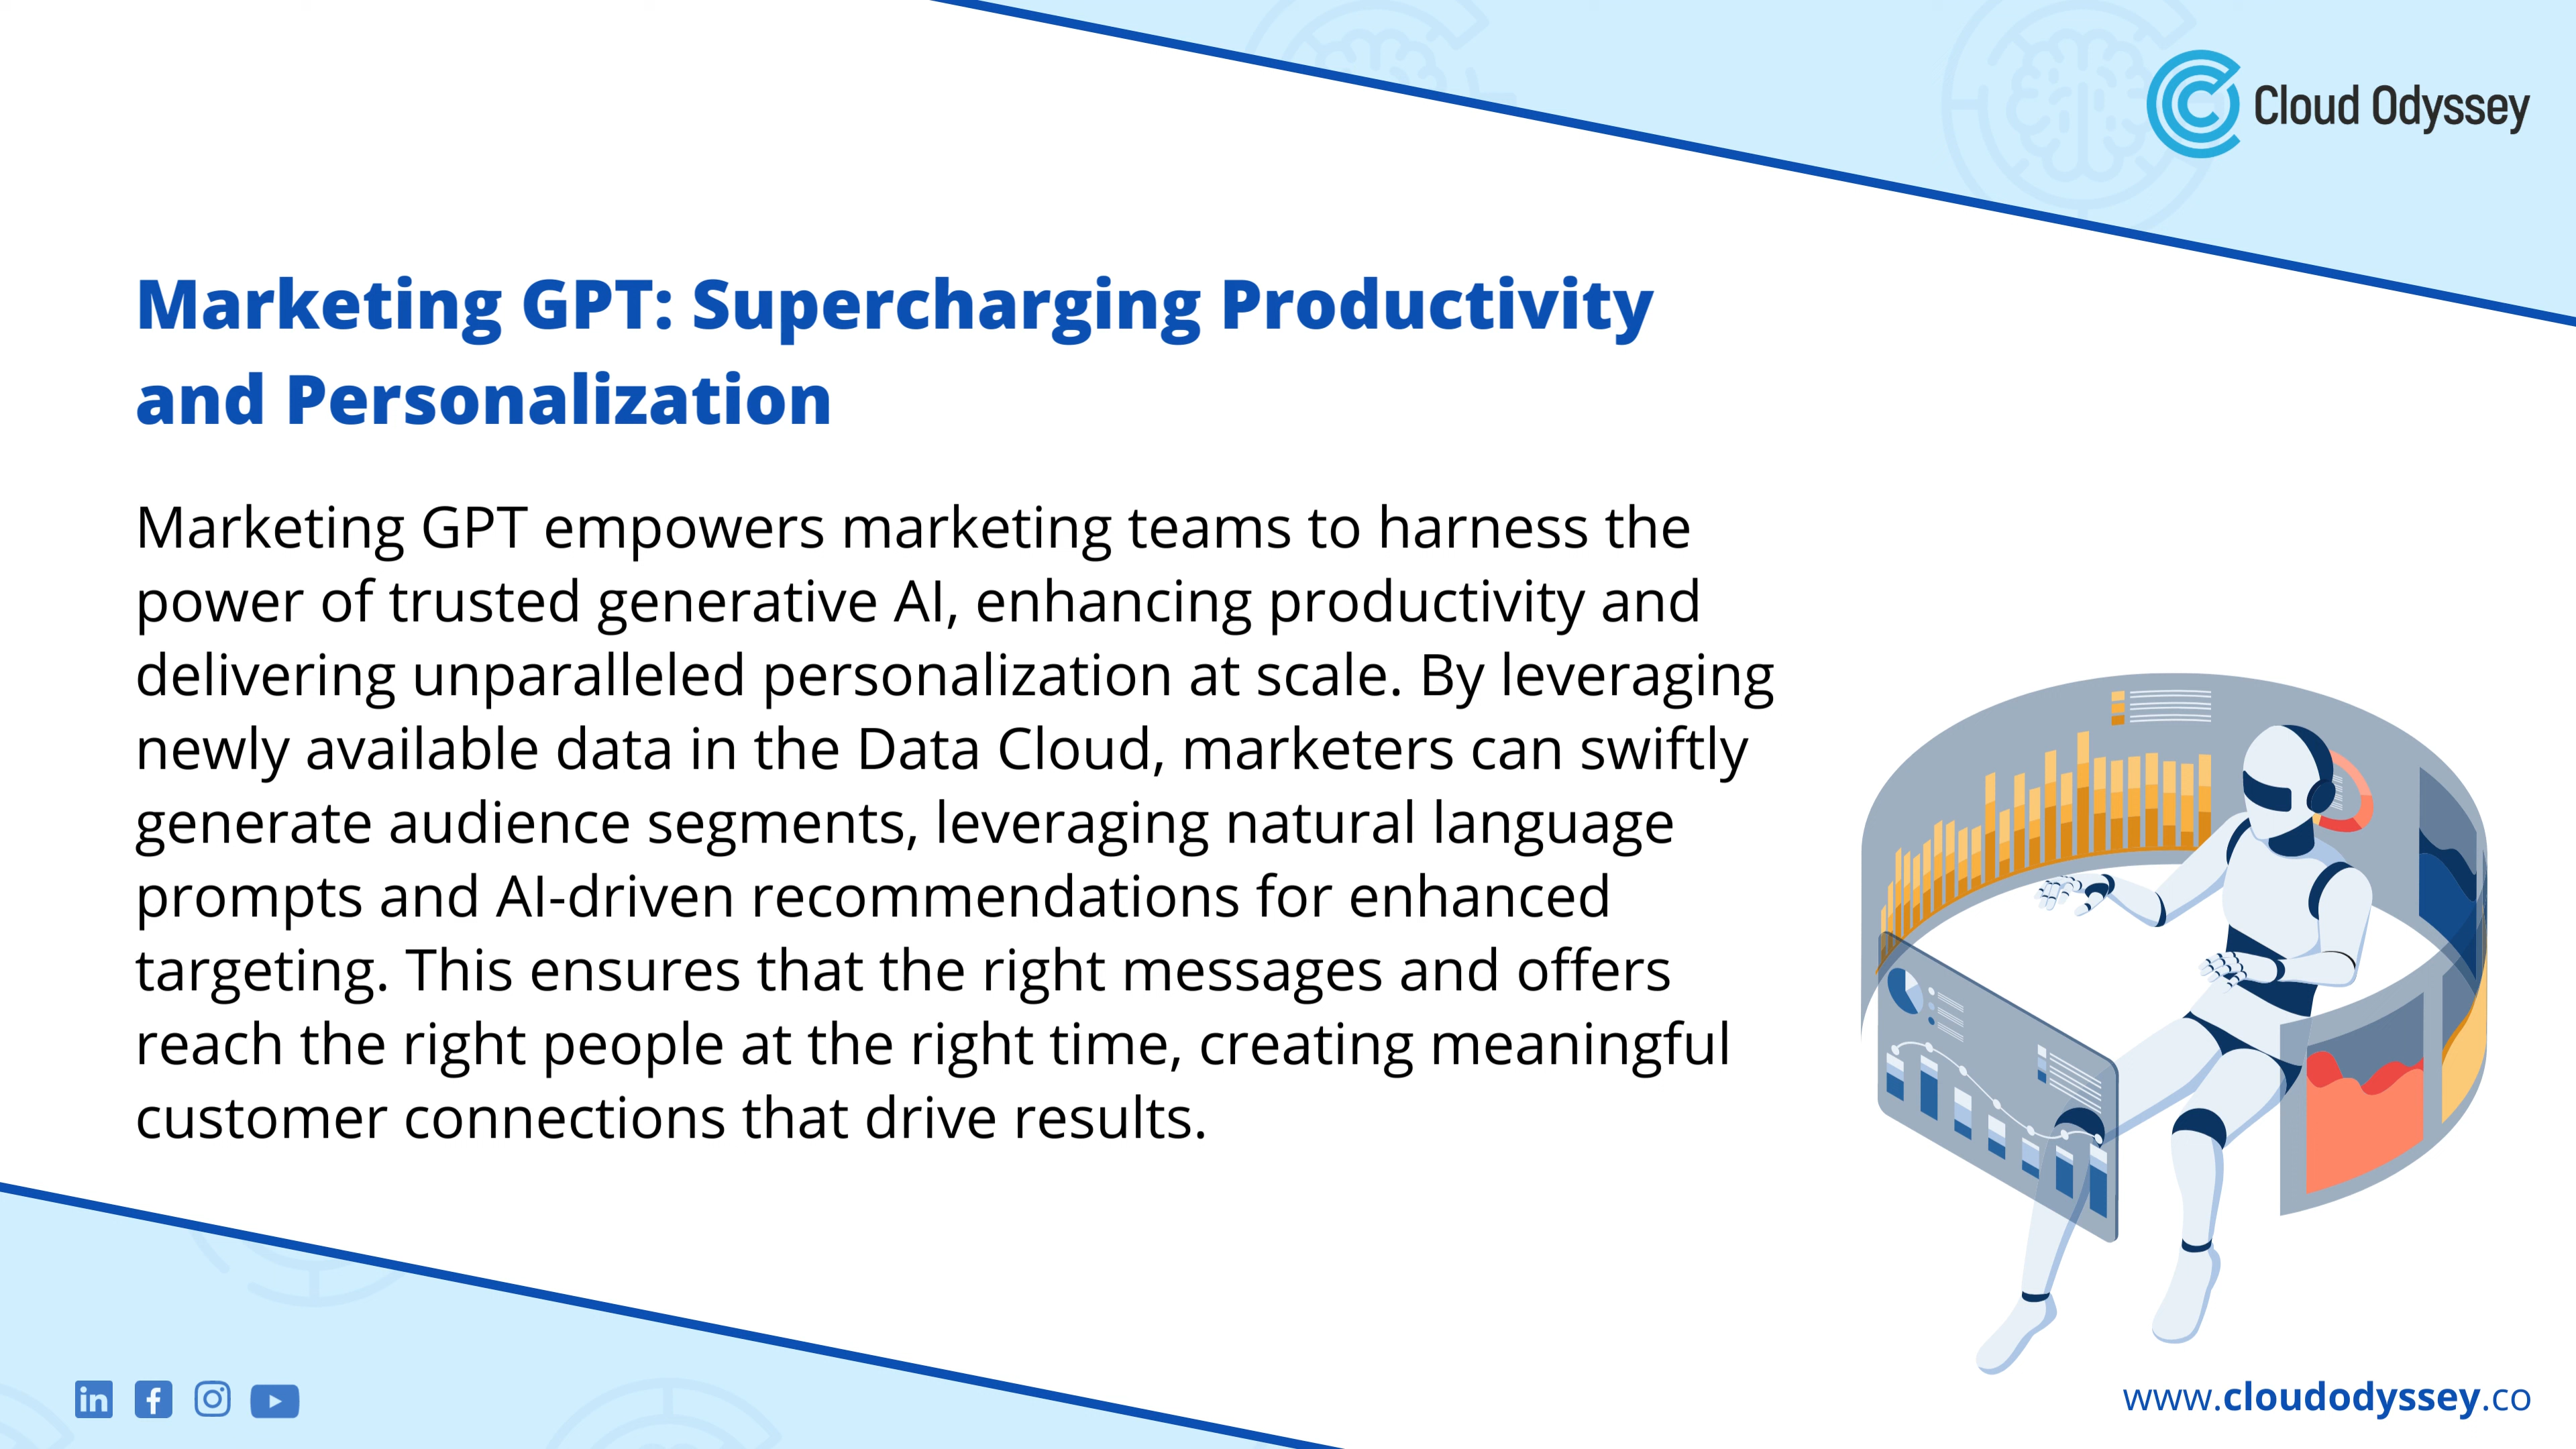 Cloud Odyssey
Marketing GPT: Supercharging Productivity
and Personalization
Marketing GPT empowers marketing teams to harness the
power of trusted generative AI, enhancing productivity and
delivering unparalleled personalization at scale. By leveraging
newly available data in the Data Cloud, marketers can swiftly
generate audience segments, leveraging natural language
prompts and AI-driven recommendations for enhanced
targeting. This ensures that the right messages and offers
reach the right people at the right time, creating meaningful
customer connections that drive results.
www.cloudodyssey.co